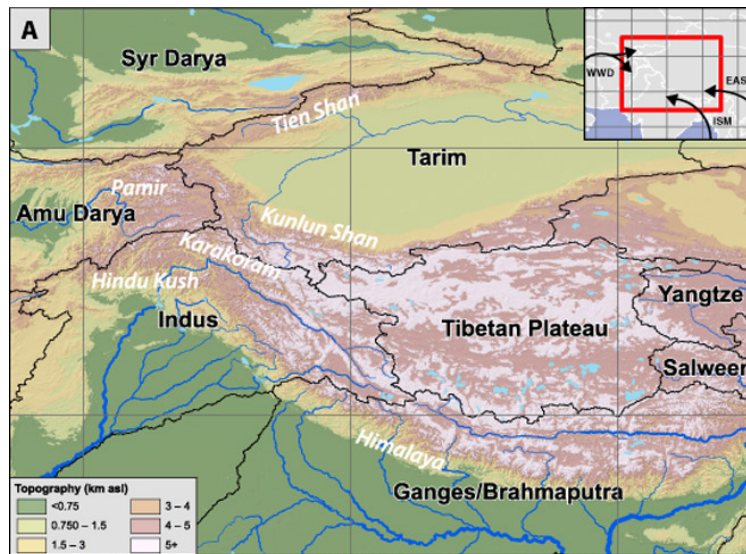 A
Syr Darya
WWD
EAS
ISM
Tien Shan
Tarim
Pamir
Amu Darya
Kunlun Shan
Karakoram
Hindu Kush
Indus
Tibetan Plateau
Yangtze
Salween
Himalaya
Ganges/Brahmaputra
Topography (km asl)
<0.75
3 – 4
0.750 – 1.5
4 – 5
1.5 – 3
5+